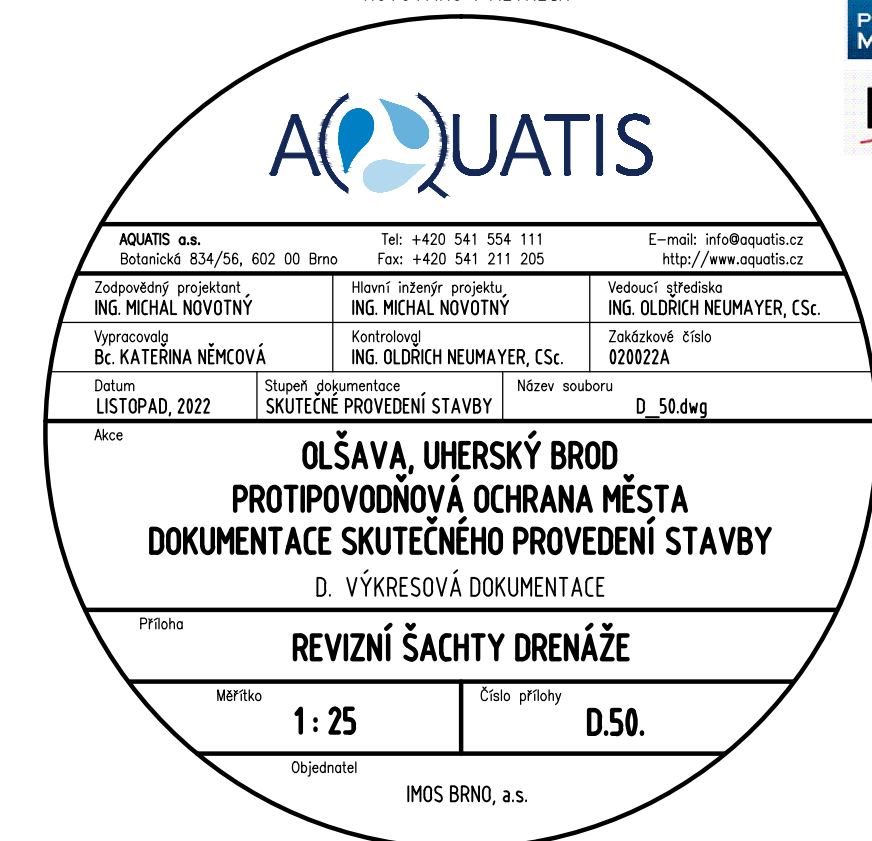 AQUATIS
AQUATIS a.s. Tel: +420 541 554 111 E-mail: info@aquatis.cz
Botanická 834/56, 602 00 Brno Fax: +420 541 211 205 http://www.aquatis.cz
Zodpovědný projektant Hlavní inženýr projektu Vedoucí střediska
ING. MICHAL NOVOTNÝ ING. MICHAL NOVOTNÝ ING. OLDŘICH NEUMAYER, CSc.
Vypracovala Kontroloval Zakázkové číslo
Bc. KATEŘINA NĚMCOVÁ ING. OLDŘICH NEUMAYER, CSc. 020022A
Datum Stupeň dokumentace Název souboru
LISTOPAD, 2022 SKUTEČNÉ PROVEDENÍ STAVBY D_50.dwg
Akce
OLŠAVA, UHERSKÝ BROD
PROTIPOVODŇOVÁ OCHRANA MĚSTA
DOKUMENTACE SKUTEČNÉHO PROVEDENÍ STAVBY
D. VÝKRESOVÁ DOKUMENTACE
Příloha
REVIZNÍ ŠACHTY DRENÁŽE
Měřítko Číslo přílohy
1 : 25 D.50.
Objednatel
IMOS BRNO, a.s.